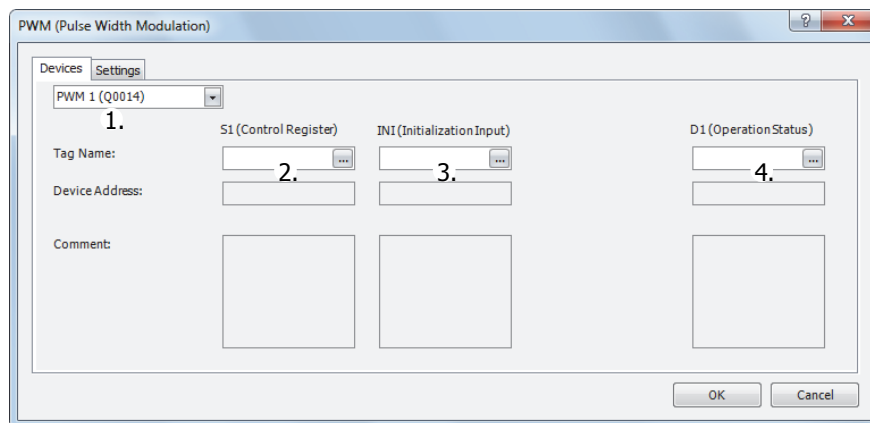 PWM (Pulse Width Modulation)
Devices Settings
PWM 1 (Q0014)
1.
S1 (Control Register) INI (Initialization Input) D1 (Operation Status)
Tag Name: ... ... ...
2. 3. 4.
Device Address:
Comment:
OK Cancel